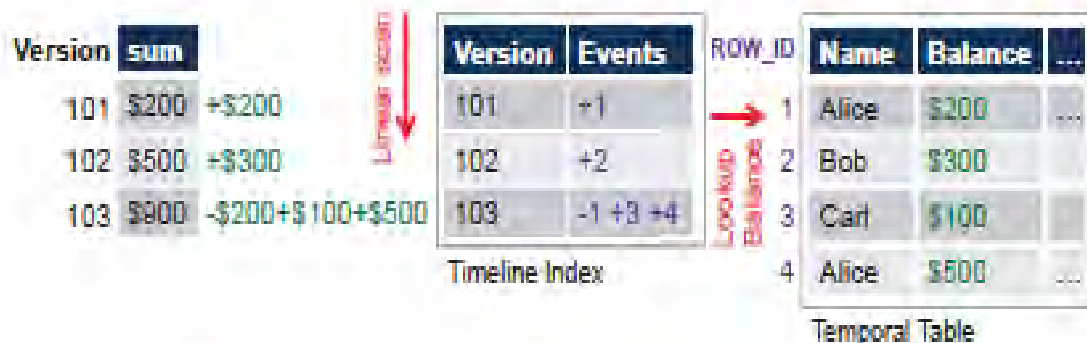 Version sum
101 $200 +$200
102 $500 +$300
103 $900 -$200+$100+$500
Linear scan
Version Events
101 +1
102 +2
103 -1 +3 +4
Timeline Index
Lookup
Balance
ROW_ID Name Balance ...
1 Alice $200 ...
2 Bob $300
3 Carl $100
4 Alice $500 ...
Temporal Table